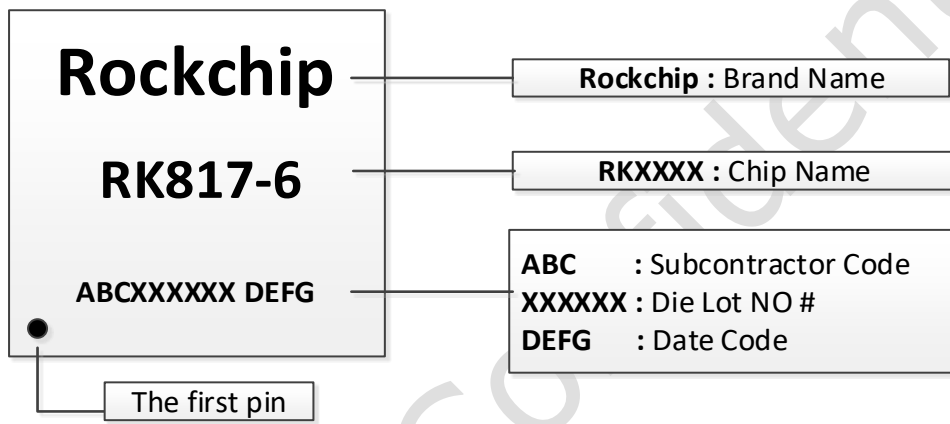 Rockchip
Rockchip : Brand Name
RK817-6
RKXXXX : Chip Name
ABCXXXXXX DEFG
ABC : Subcontractor Code
XXXXXX : Die Lot NO #
DEFG : Date Code
The first pin